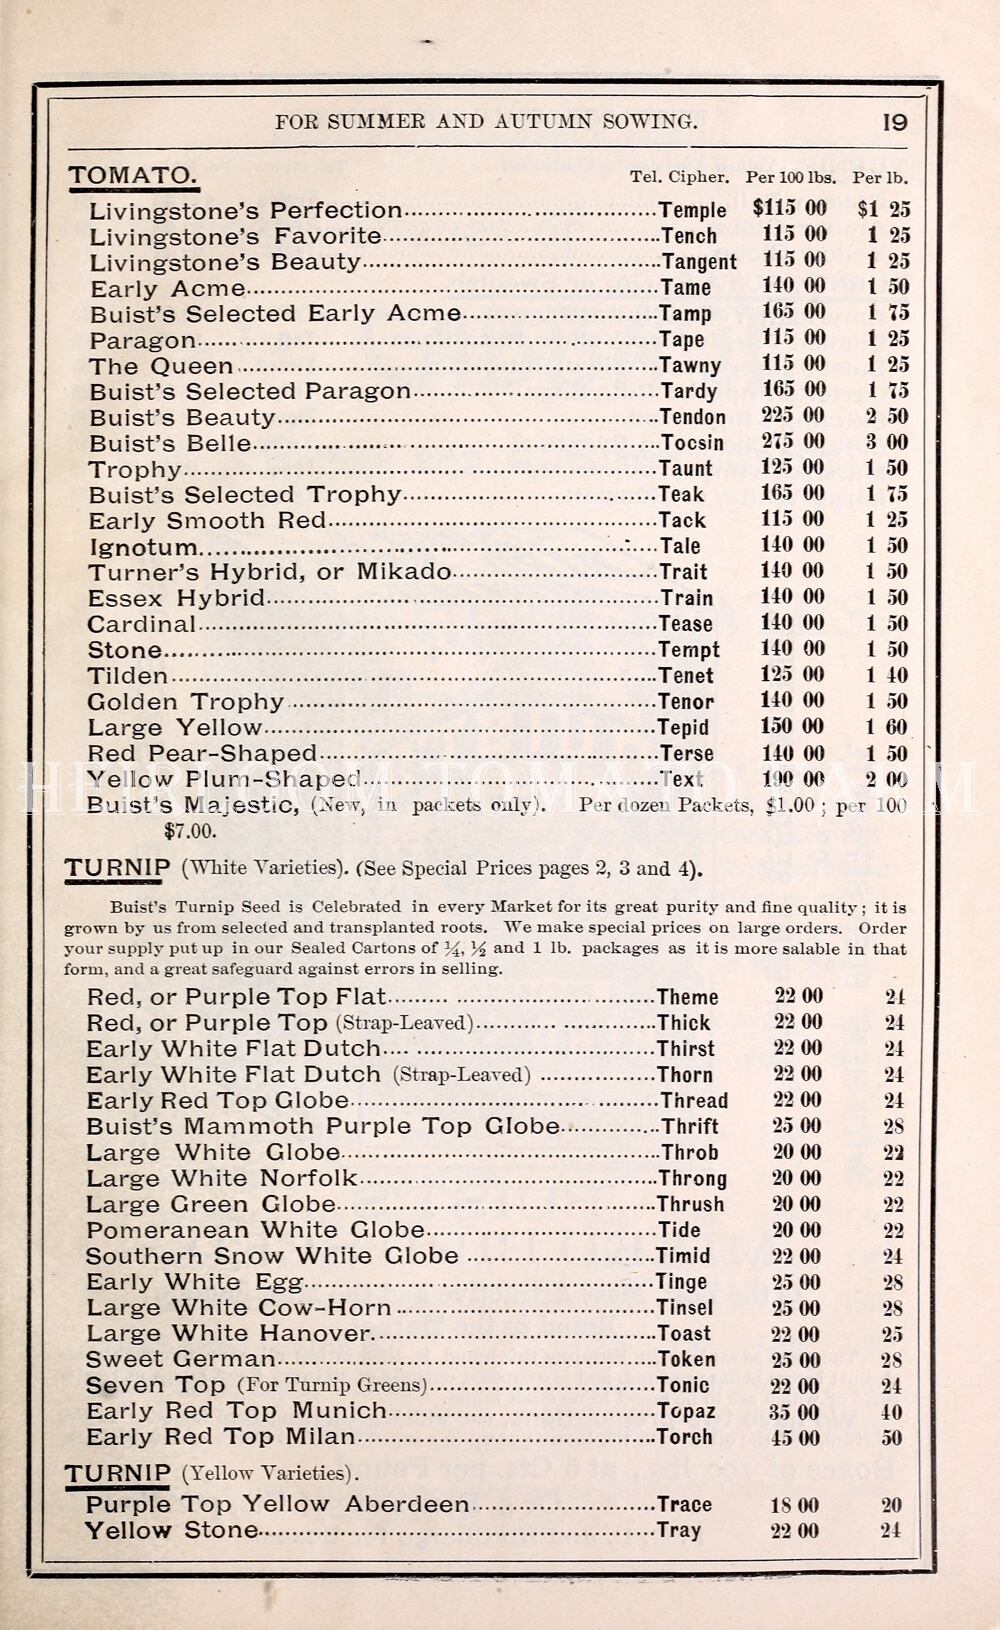 FOR SUMMER AND AUTUMN SOWING. 19
TOMATO. Tel. Cipher. Per 100 lbs. Per lb.
Livingstone's Perfection Temple $115 00 $1 25
Livingstone's Favorite Tench 115 00 1 25
Livingstone's Beauty Tangent 115 00 1 25
Early Acme Tame 140 00 1 50
Buist's Selected Early Acme Tamp 165 00 1 75
Paragon Tape 115 00 1 25
The Queen Tawny 115 00 1 25
Buist's Selected Paragon Tardy 165 00 1 75
Buist's Beauty Tendon 225 00 2 50
Buist's Belle Tocsin 275 00 3 00
Trophy Taunt 125 00 1 50
Buist's Selected Trophy Teak 165 00 1 75
Early Smooth Red Tack 115 00 1 25
Ignotum Tale 140 00 1 50
Turner's Hybrid, or Mikado Trait 140 00 1 50
Essex Hybrid Train 140 00 1 50
Cardinal Tease 140 00 1 50
Stone Tempt 140 00 1 50
Tilden Tenet 125 00 1 40
Golden Trophy Tenor 140 00 1 50
Large Yellow Tepid 150 00 1 60
Red Pear-Shaped Terse 140 00 1 50
HEIRLOOM TOMATO FARM
Yellow Plum-Shaped Text 190 00 2 00
Buist's Majestic, (New, in packets only). Per dozen Packets, $1.00; per 100
$7.00.
TURNIP (White Varieties). (See Special Prices pages 2, 3 and 4).
Buist's Turnip Seed is Celebrated in every Market for its great purity and fine quality; it is
grown by us from selected and transplanted roots. We make special prices on large orders. Order
your supply put up in our Sealed Cartons of ¼, ½ and 1 lb. packages as it is more salable in that
form, and a great safeguard against errors in selling.
Red, or Purple Top Flat Theme 22 00 24
Red, or Purple Top (Strap-Leaved) Thick 22 00 24
Early White Flat Dutch Thirst 22 00 24
Early White Flat Dutch (Strap-Leaved) Thorn 22 00 24
Early Red Top Globe Thread 22 00 24
Buist's Mammoth Purple Top Globe Thrift 25 00 28
Large White Globe Throb 20 00 22
Large White Norfolk Throng 20 00 22
Large Green Globe Thrush 20 00 22
Pomeranean White Globe Tide 20 00 22
Southern Snow White Globe Timid 22 00 24
Early White Egg Tinge 25 00 28
Large White Cow-Horn Tinsel 25 00 28
Large White Hanover Toast 22 00 25
Sweet German Token 25 00 28
Seven Top (For Turnip Greens) Tonic 22 00 24
Early Red Top Munich Topaz 35 00 40
Early Red Top Milan Torch 45 00 50
TURNIP (Yellow Varieties).
Purple Top Yellow Aberdeen Trace 18 00 20
Yellow Stone Tray 22 00 24